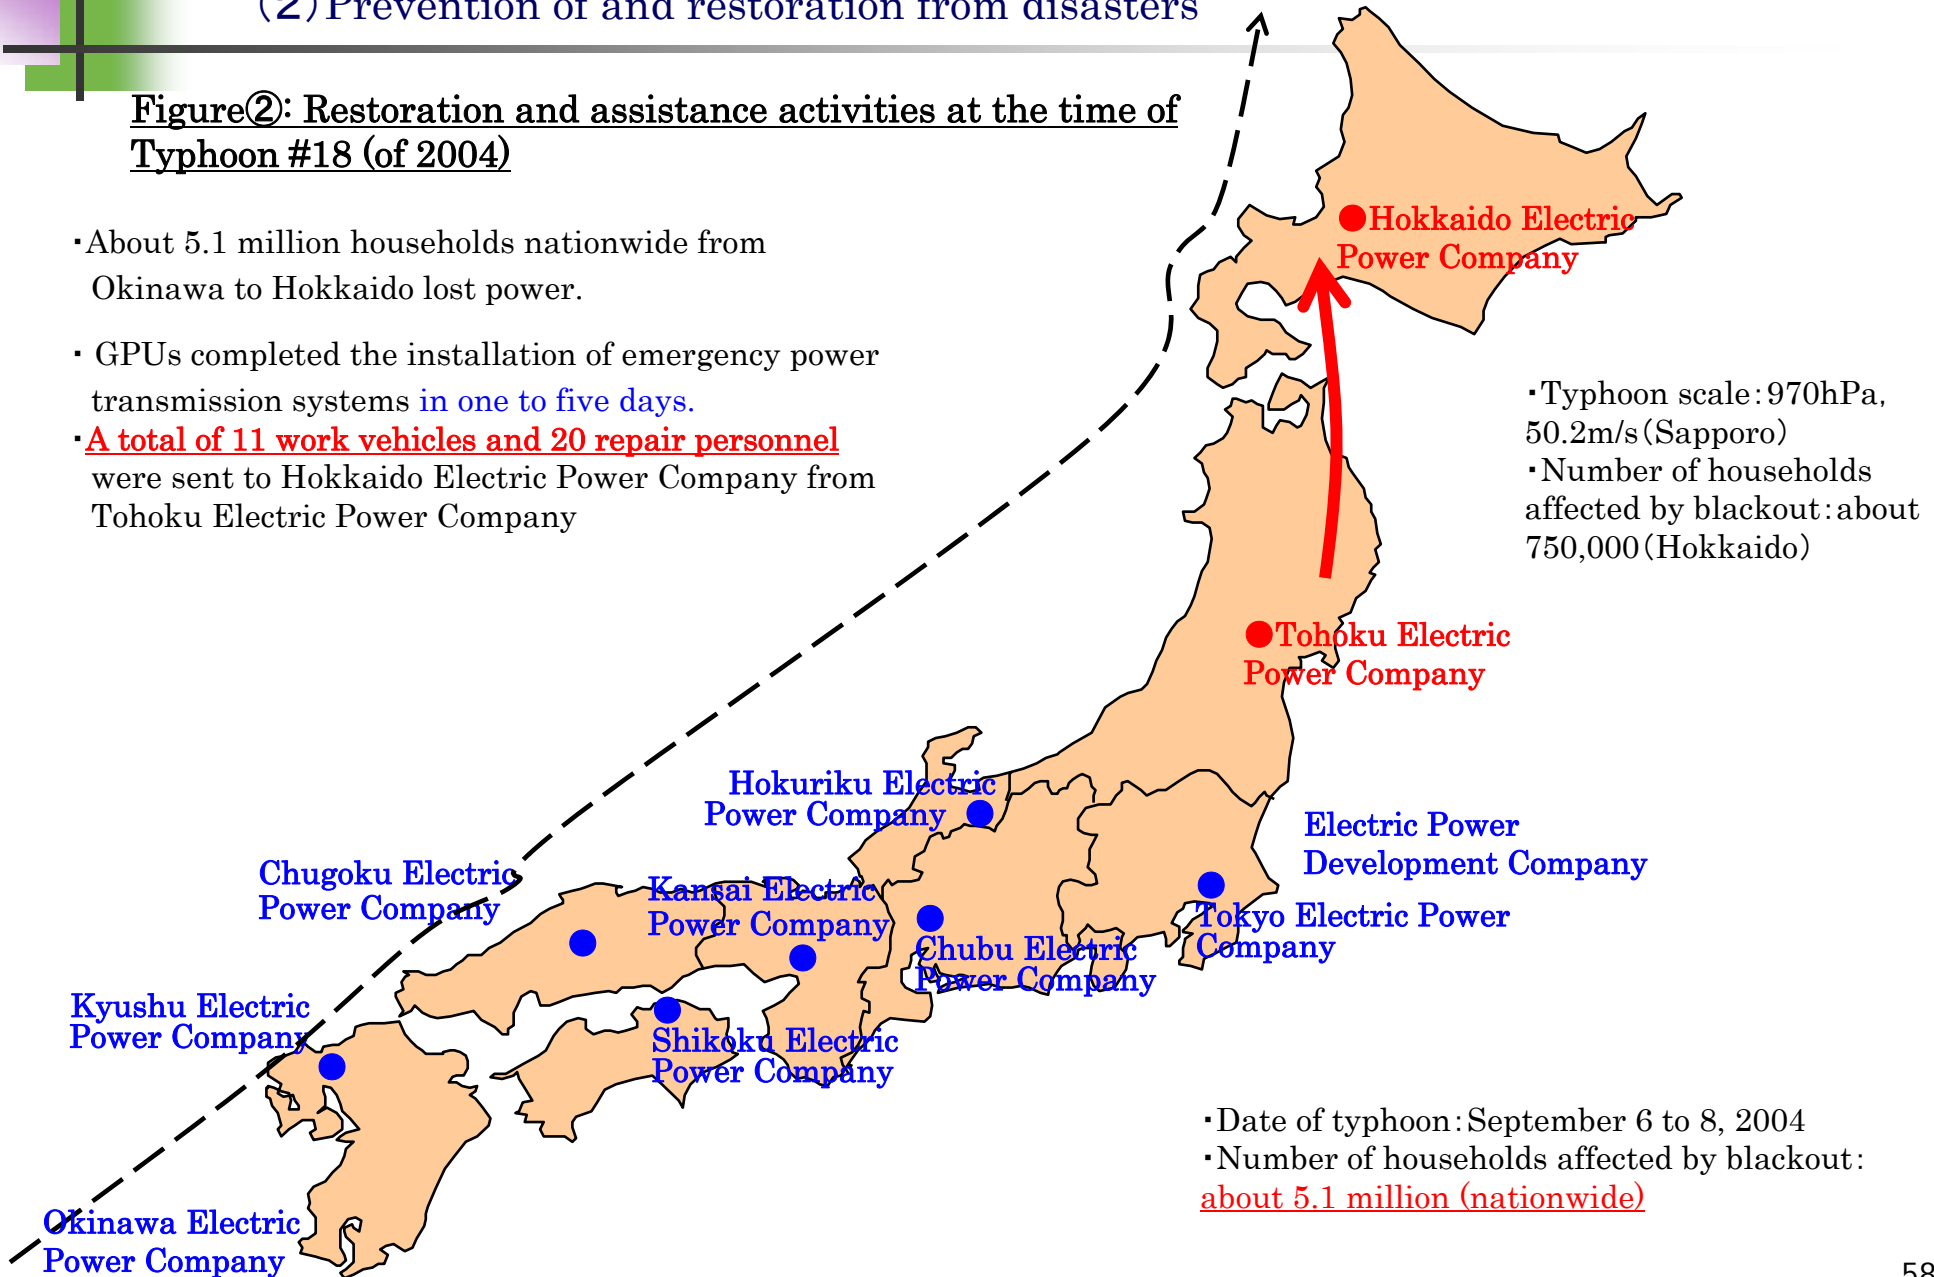 (2)Prevention of and restoration from disasters
Figure②: Restoration and assistance activities at the time of
Typhoon #18 (of 2004)
・About 5.1 million households nationwide from
Okinawa to Hokkaido lost power.
・ GPUs completed the installation of emergency power
transmission systems in one to five days.
・A total of 11 work vehicles and 20 repair personnel
were sent to Hokkaido Electric Power Company from
Tohoku Electric Power Company
Hokkaido Electric
Power Company
・Typhoon scale:970hPa,
50.2m/s(Sapporo)
・Number of households
affected by blackout:about
750,000(Hokkaido)
Tohoku Electric
Power Company
Hokuriku Electric
Power Company
Electric Power
Development Company
Chugoku Electric
Power Company
Kansai Electric
Power Company
Tokyo Electric Power
Company
Chubu Electric
Power Company
Kyushu Electric
Power Company
Shikoku Electric
Power Company
・Date of typhoon:September 6 to 8, 2004
・Number of households affected by blackout:
about 5.1 million (nationwide)
Okinawa Electric
Power Company
58